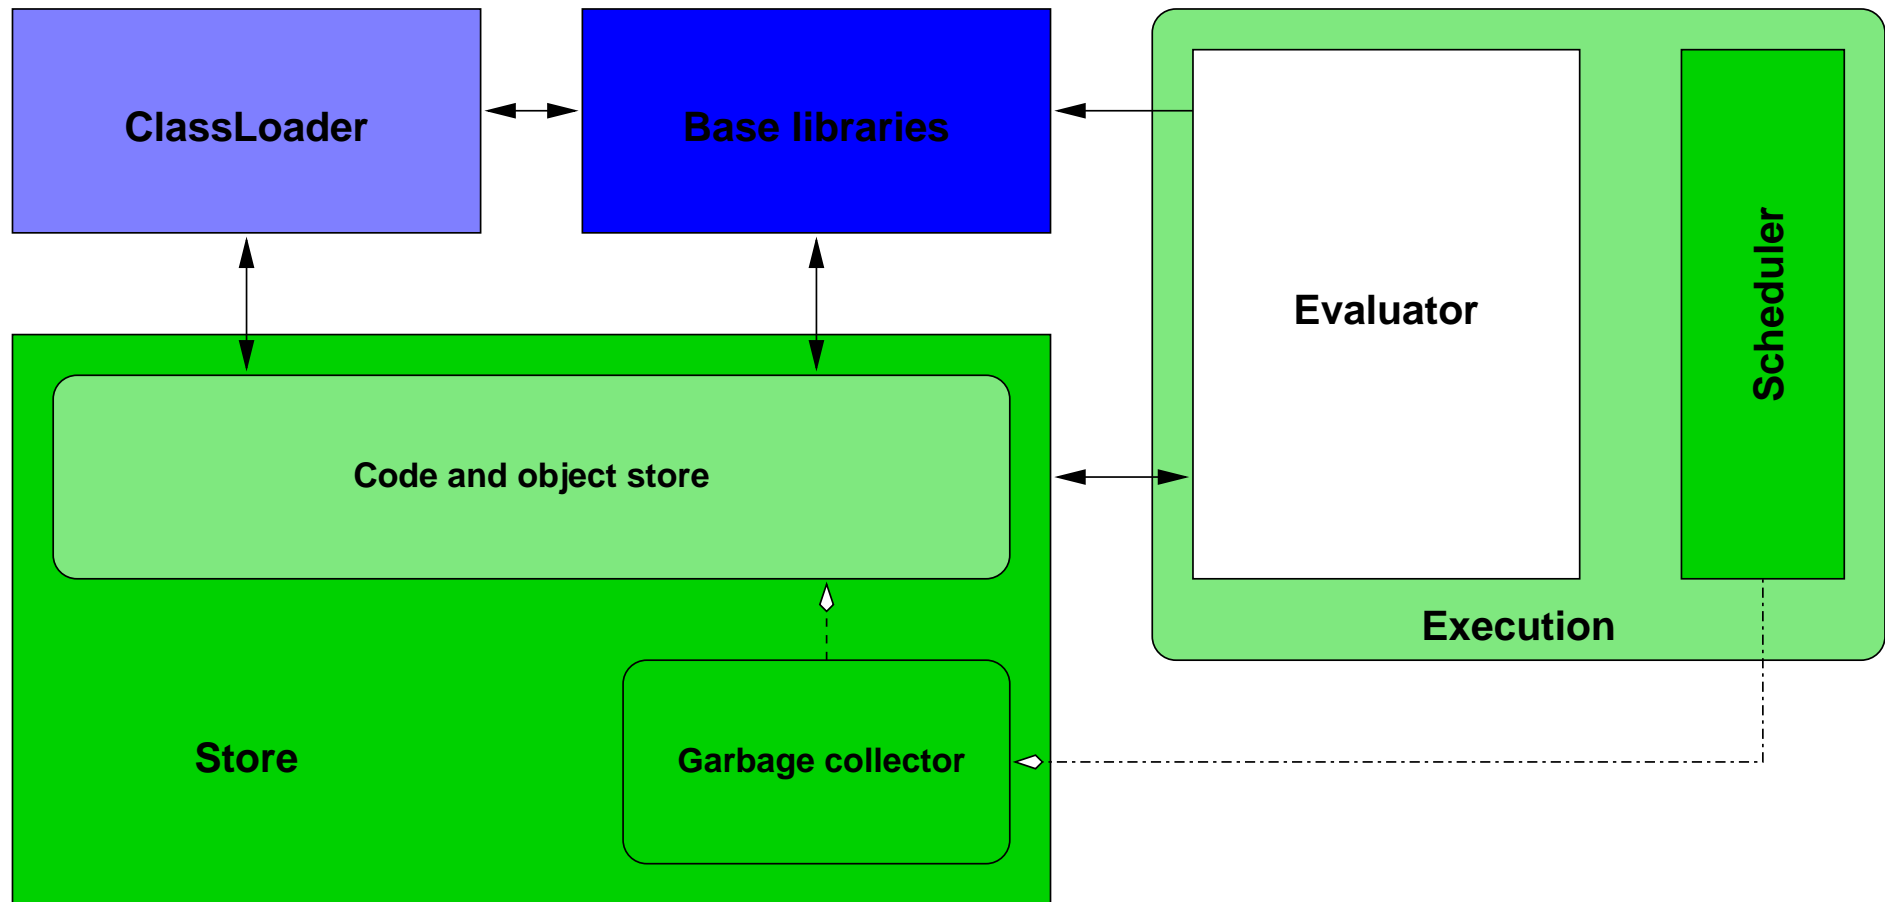 ClassLoader
Base libraries
Evaluator
Scheduler
Execution
Code and object store
Store
Garbage collector